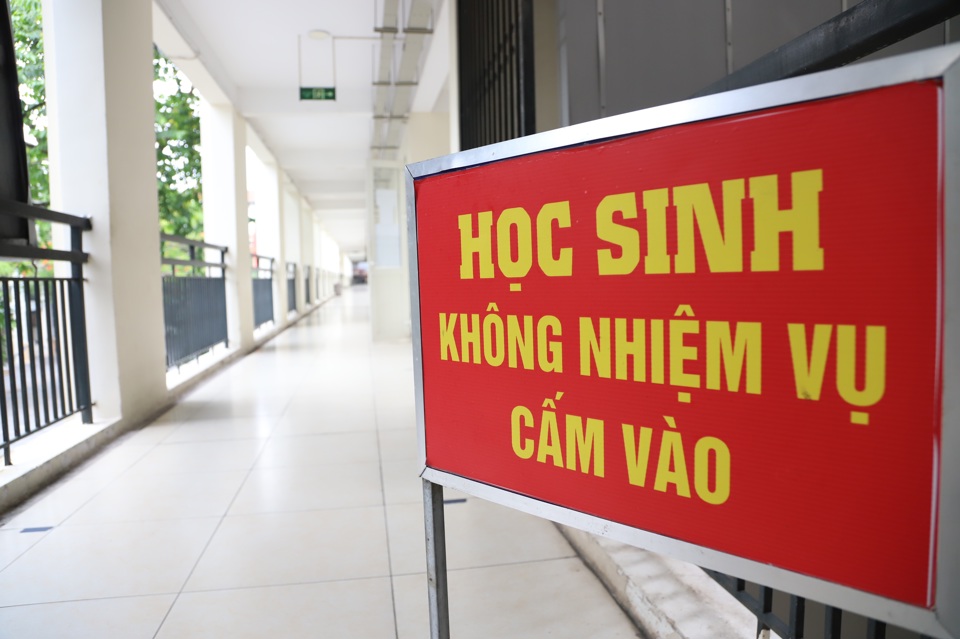 HỌC SINH
KHÔNG NHIỆM VỤ
CẤM VÀO